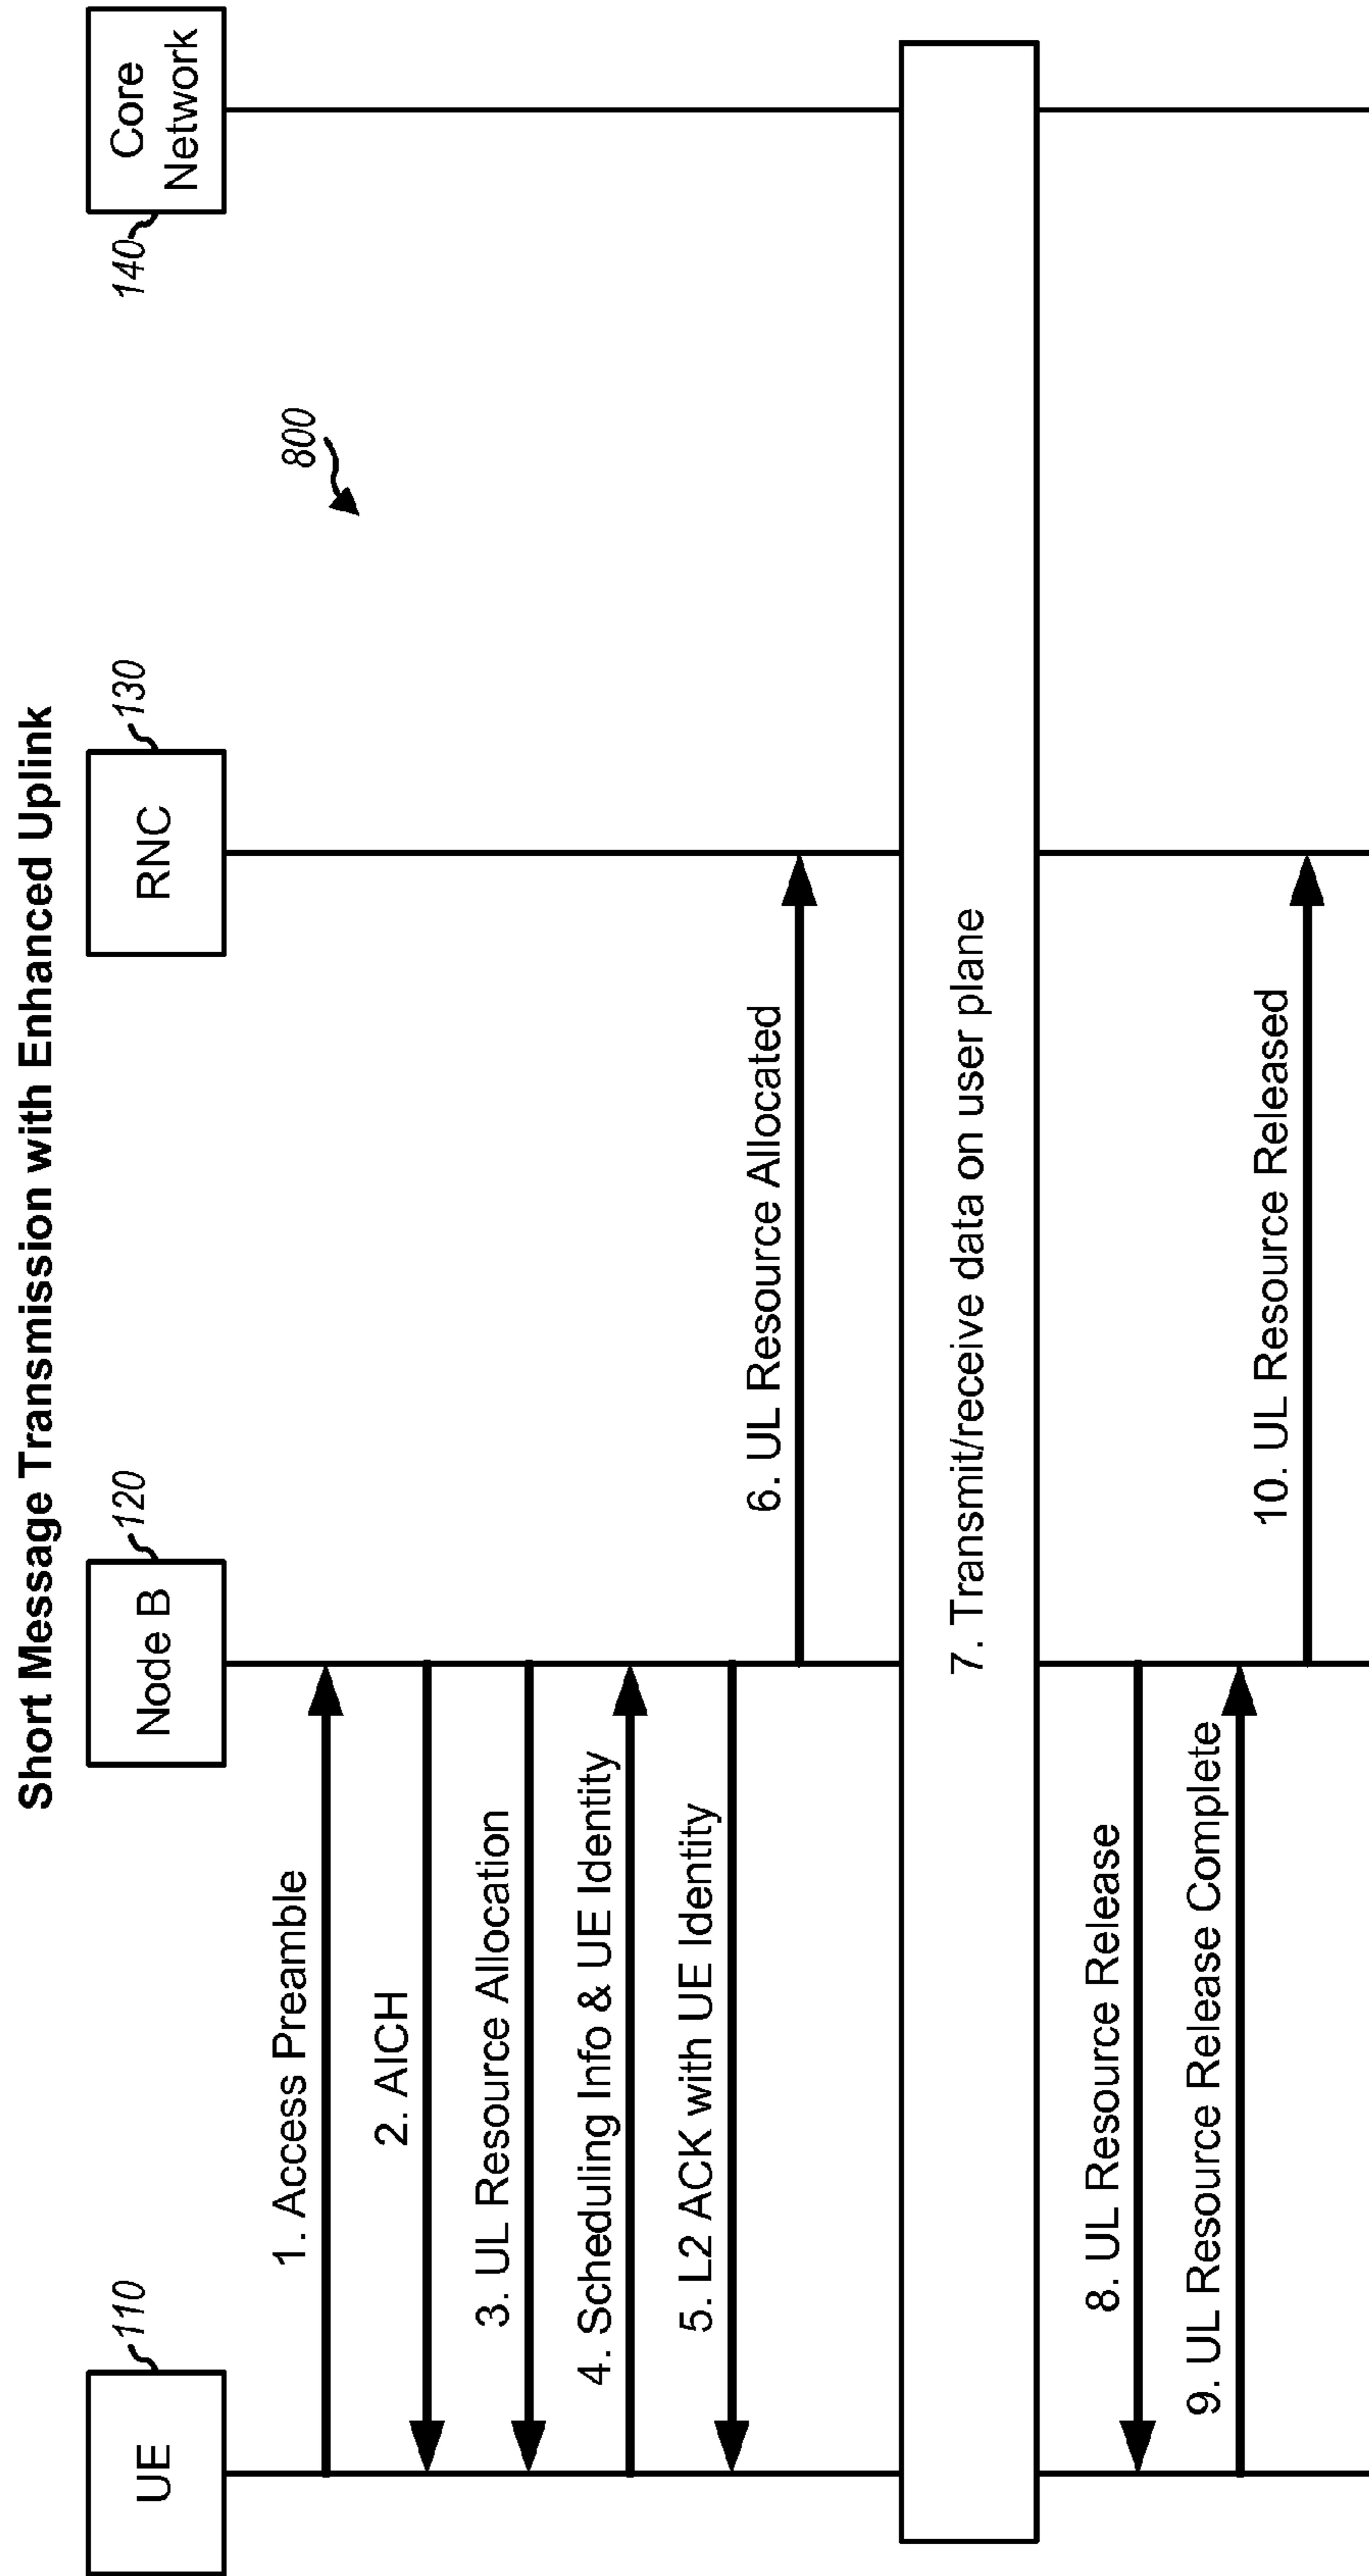 Short Message Transmission with Enhanced Uplink
UE
110
Node B
120
RNC
130
140
Core
Network
800
1. Access Preamble
2. AICH
3. UL Resource Allocation
4. Scheduling Info & UE Identity
5. L2 ACK with UE Identity
6. UL Resource Allocated
7. Transmit/receive data on user plane
8. UL Resource Release
9. UL Resource Release Complete
10. UL Resource Released